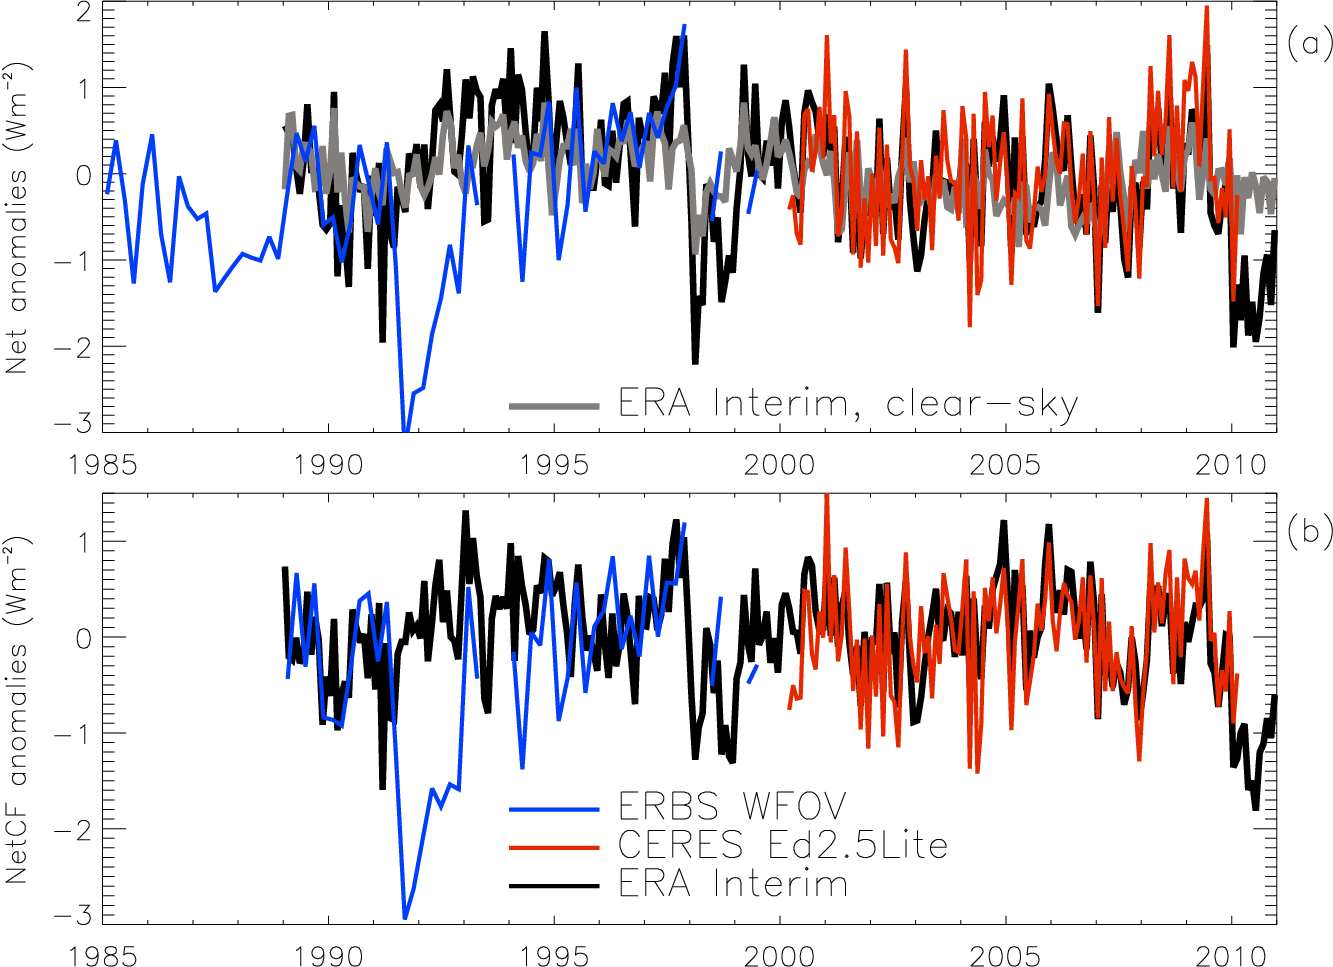 (a)
Net anomalies (Wm⁻²)
2
1
0
−1
−2
−3
ERA Interim, clear−sky
1985 1990 1995 2000 2005 2010
(b)
NetCF anomalies (Wm⁻²)
1
0
−1
−2
−3
ERBS WFOV
CERES Ed2.5Lite
ERA Interim
1985 1990 1995 2000 2005 2010